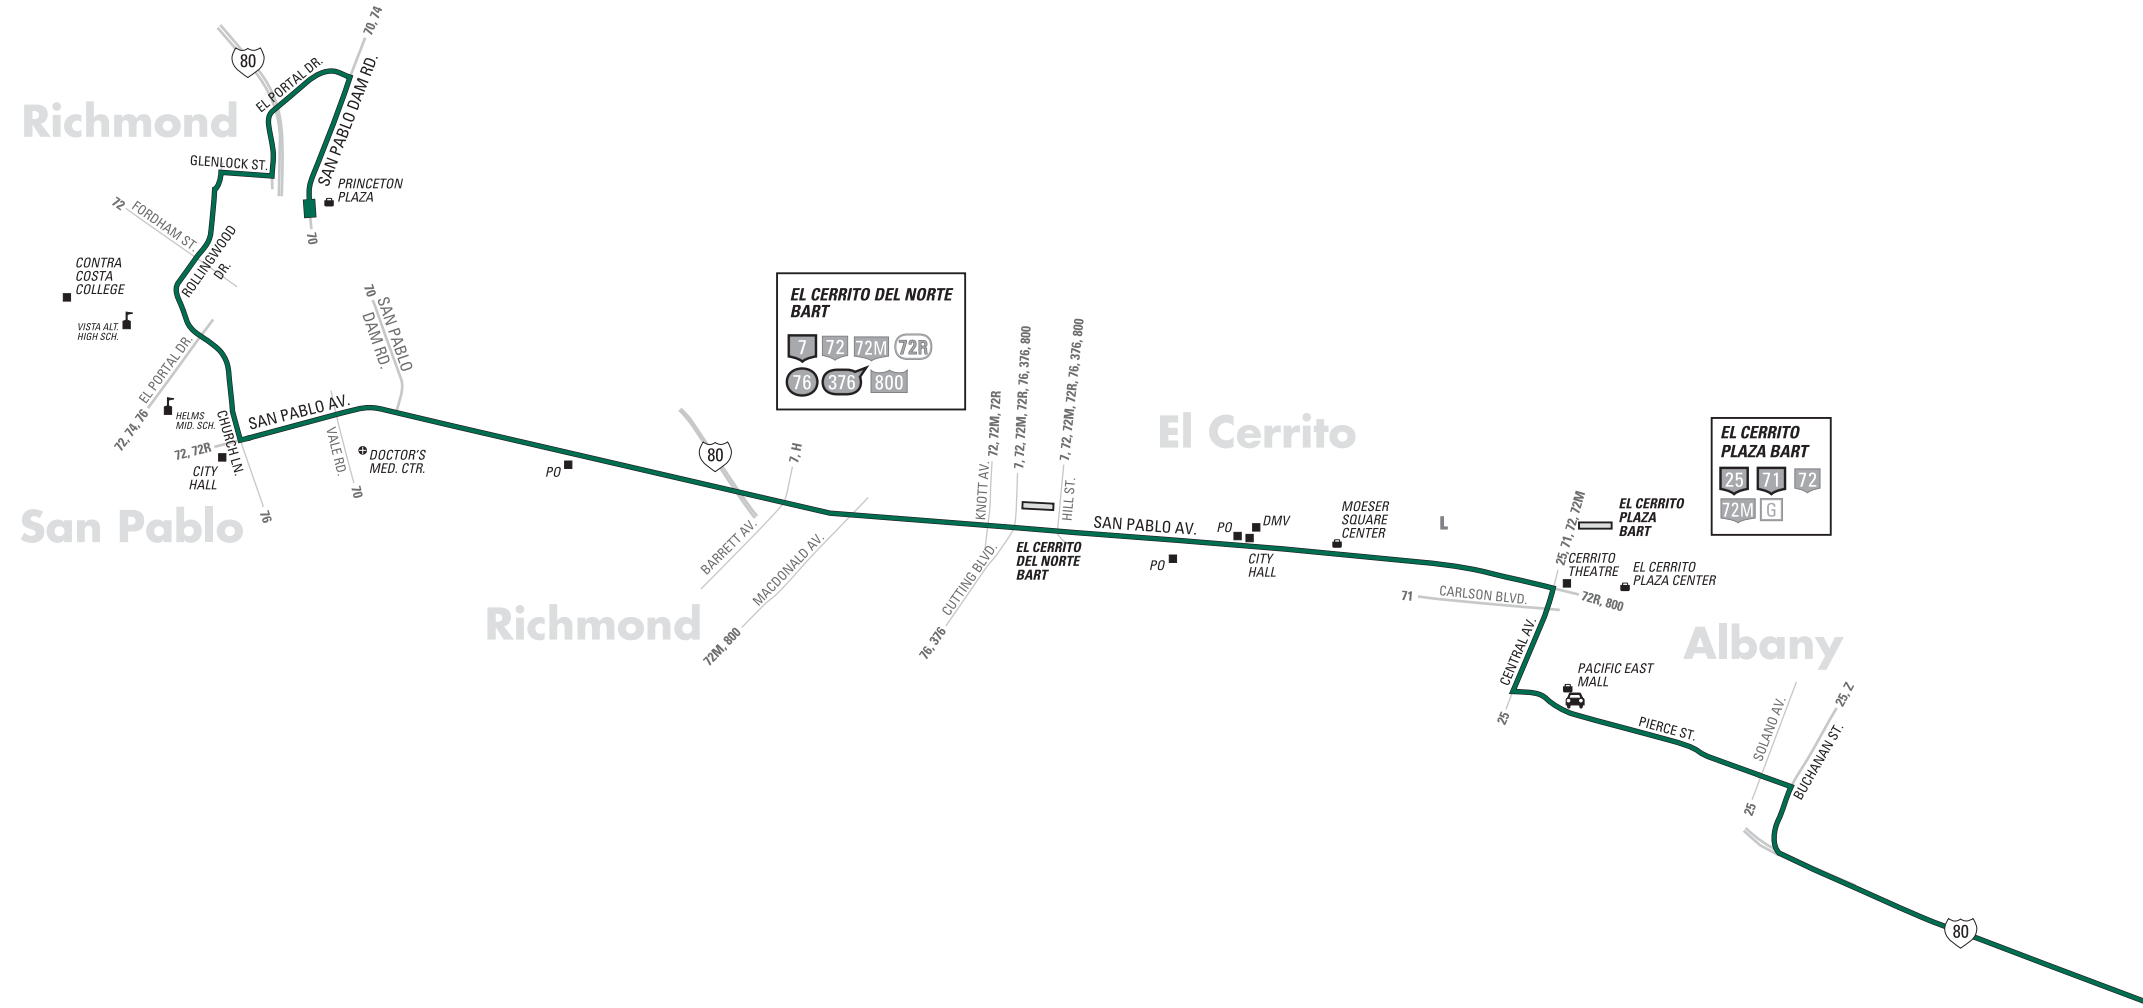 70, 74
80
EL PORTAL DR.
SAN PABLO DAM RD.
Richmond
GLENLOCK ST.
PRINCETON
PLAZA
70
72
FORDHAM ST.
ROLLINGWOOD
DR.
CONTRA
COSTA
COLLEGE
VISTA ALT.
HIGH SCH.
EL PORTAL DR.
72, 74, 76
HELMS
MID. SCH.
CHURCH LN.
72, 72R
CITY
HALL
76
San Pablo
SAN PABLO AV.
70
SAN PABLO
DAM RD.
VALE RD.
70
DOCTOR'S
MED. CTR.
PO
80
7, H
BARRETT AV.
MACDONALD AV.
72M, 800
Richmond
EL CERRITO DEL NORTE
BART
7 72 72M 72R
76 376 800
KNOTT AV.
72, 72M, 72R
7, 72, 72M, 72R, 76, 376, 800
HILL ST.
7, 72, 72M, 72R, 76, 376, 800
EL CERRITO
DEL NORTE
BART
CUTTING BLVD.
76, 376
El Cerrito
SAN PABLO AV.
PO
DMV
PO
CITY
HALL
MOESER
SQUARE
CENTER
L
71
CARLSON BLVD.
25, 71, 72, 72M
EL CERRITO
PLAZA
BART
CERRITO
THEATRE
EL CERRITO
PLAZA CENTER
72R, 800
EL CERRITO
PLAZA BART
25 71 72
72M G
CENTRAL AV.
25
PACIFIC EAST
MALL
Albany
PIERCE ST.
SOLANO AV.
25
25, Z
BUCHANAN ST.
80